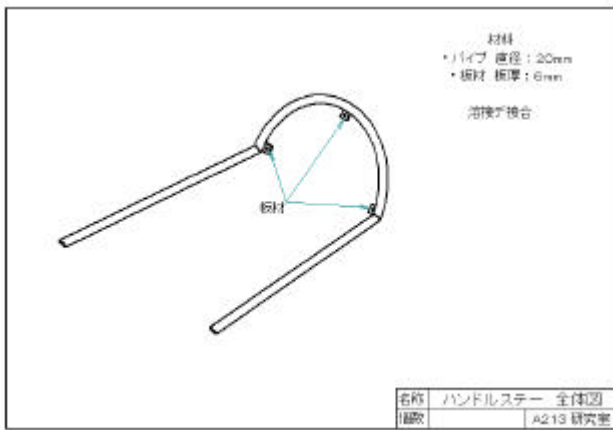 材料
・パイプ 直径：20mm
・板材 板厚：6mm
溶接デ接合
板材
名称 ハンドルステー 全体図
個数
A213 研究室